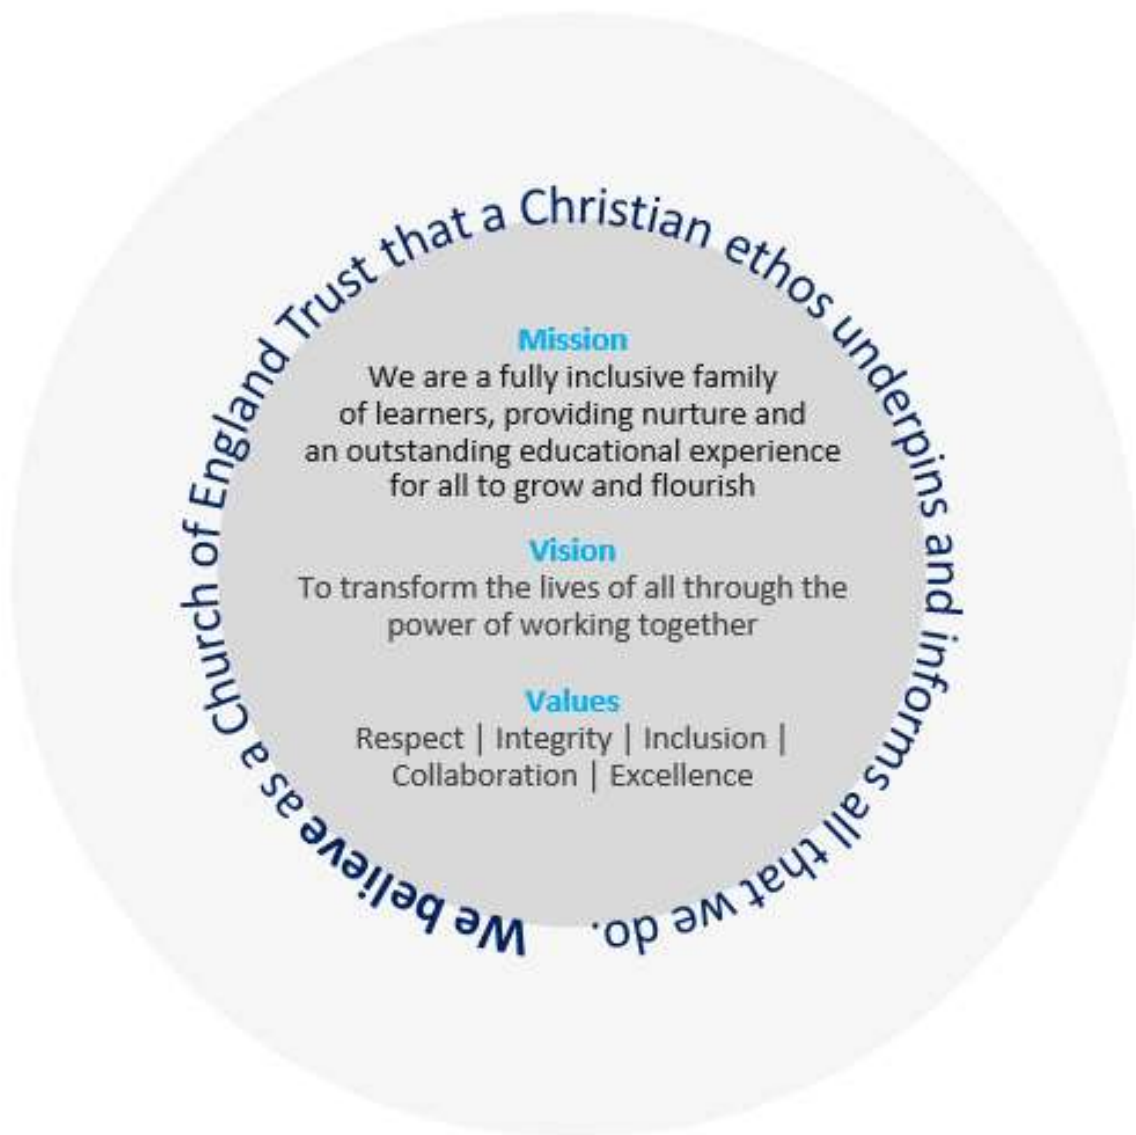 We believe as a Church of England Trust that a Christian ethos underpins and informs all that we do.
Mission
We are a fully inclusive family
of learners, providing nurture and
an outstanding educational experience
for all to grow and flourish
Vision
To transform the lives of all through the
power of working together
Values
Respect | Integrity | Inclusion |
Collaboration | Excellence